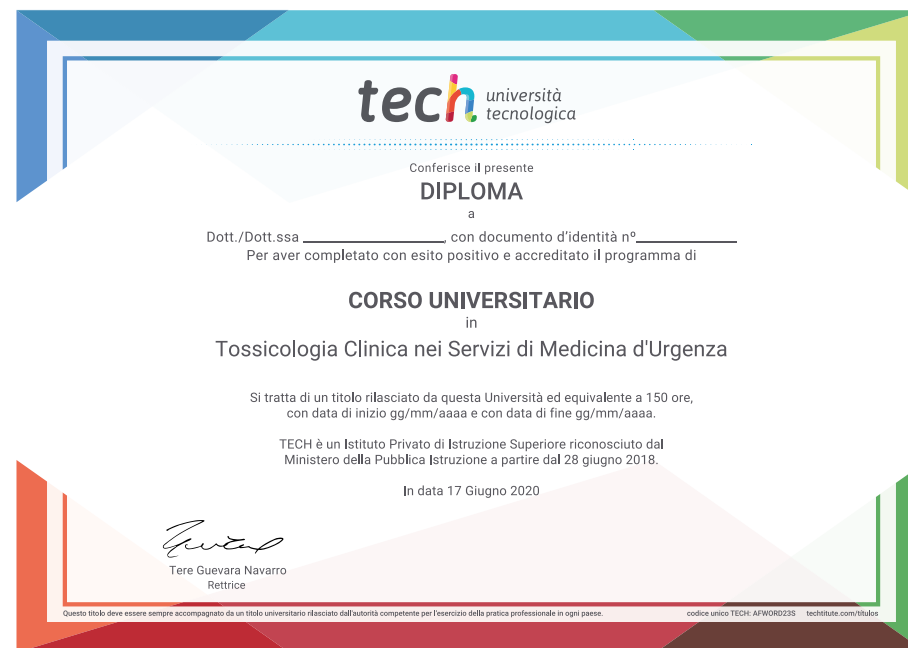 tech università
tecnologica
Conferisce il presente
DIPLOMA
a
Dott./Dott.ssa ________________, con documento d'identità nº____________
Per aver completato con esito positivo e accreditato il programma di
CORSO UNIVERSITARIO
in
Tossicologia Clinica nei Servizi di Medicina d'Urgenza
Si tratta di un titolo rilasciato da questa Università ed equivalente a 150 ore,
con data di inizio gg/mm/aaaa e con data di fine gg/mm/aaaa.
TECH è un Istituto Privato di Istruzione Superiore riconosciuto dal
Ministero della Pubblica Istruzione a partire dal 28 giugno 2018.
In data 17 Giugno 2020
Tere Guevara Navarro
Rettrice
Questo titolo deve essere sempre accompagnato da un titolo universitario rilasciato dall'autorità competente per l'esercizio della pratica professionale in ogni paese. codice unico TECH: AFWORD23S techtitute.com/titulos